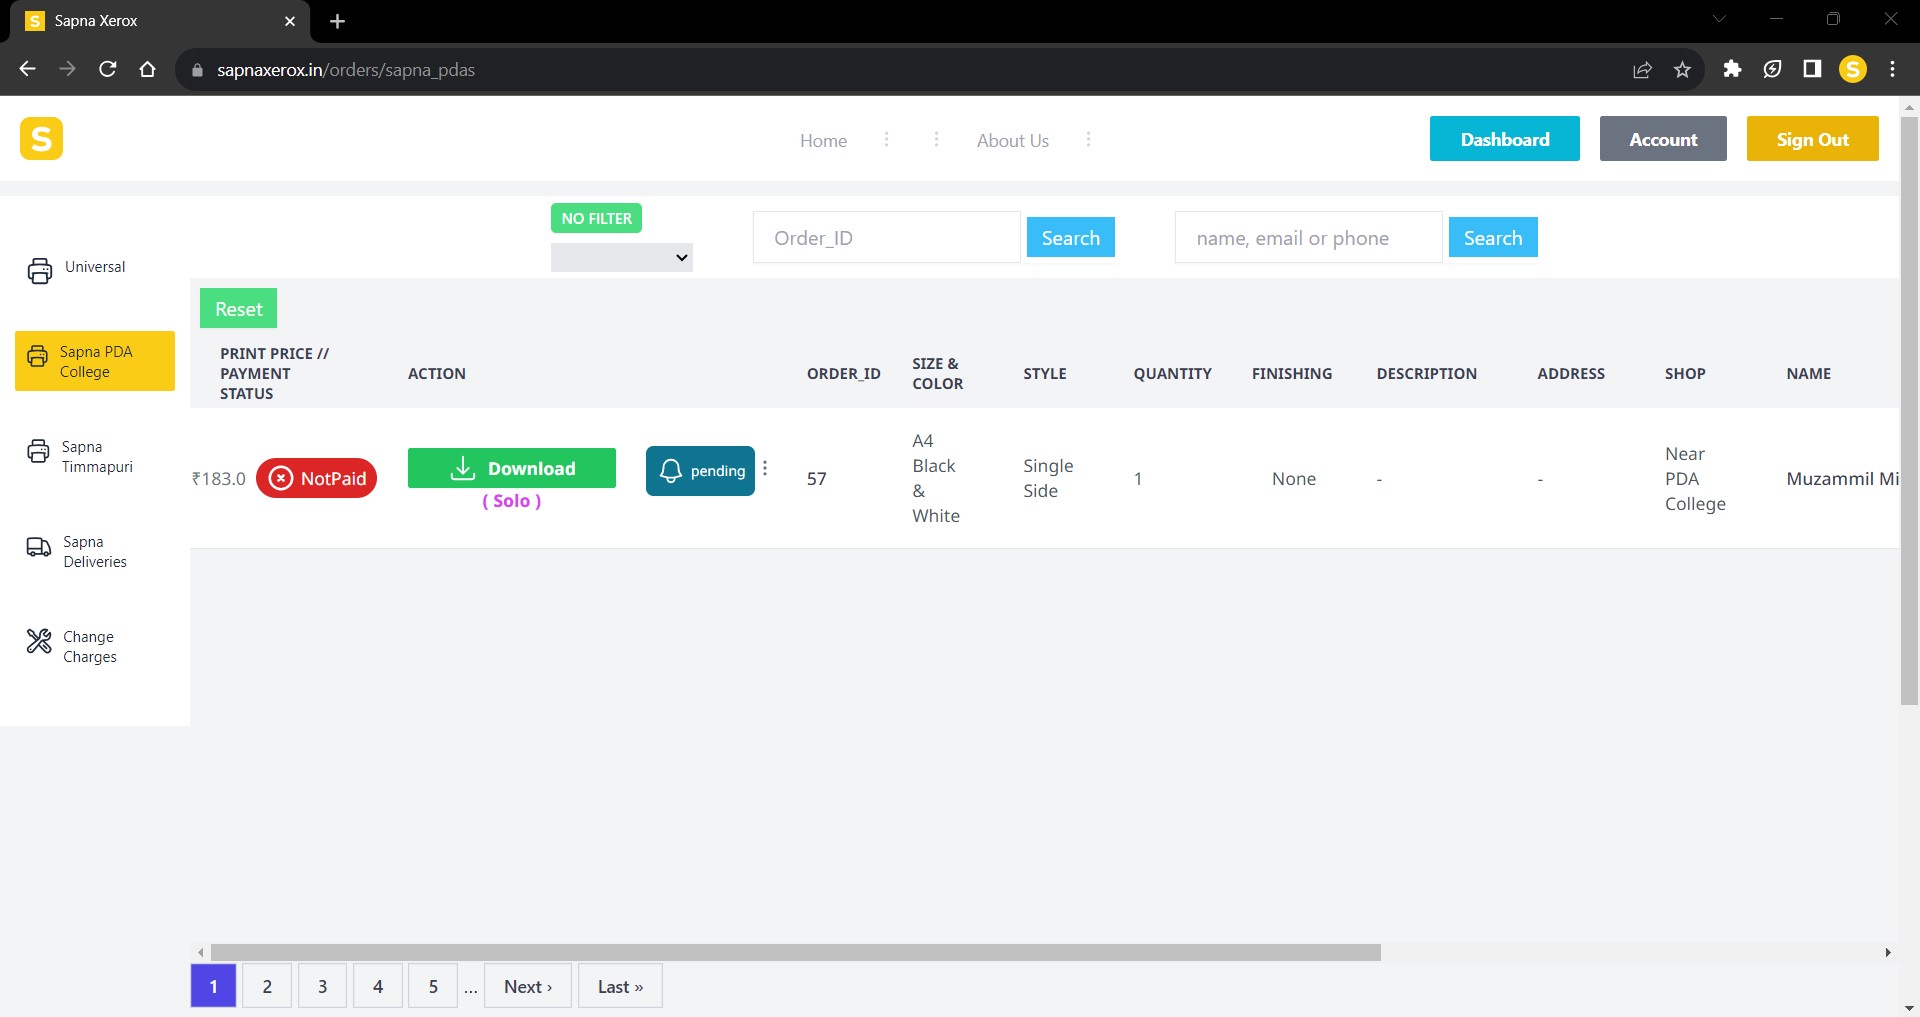 S Sapna Xerox
sapnaxerox.in/orders/sapna_pdas
S
S
Home
About Us
Dashboard
Account
Sign Out
NO FILTER
Order_ID
Search
name, email or phone
Search
Universal
Sapna PDA
College
Sapna
Timmapuri
Sapna
Deliveries
Change
Charges
Reset
PRINT PRICE //
PAYMENT
STATUS
ACTION
ORDER_ID
SIZE &
COLOR
STYLE
QUANTITY
FINISHING
DESCRIPTION
ADDRESS
SHOP
NAME
₹183.0
NotPaid
Download
( Solo )
pending
57
A4
Black
&
White
Single
Side
1
None
-
-
Near
PDA
College
Muzammil Mi
1
2
3
4
5
...
Next ›
Last »